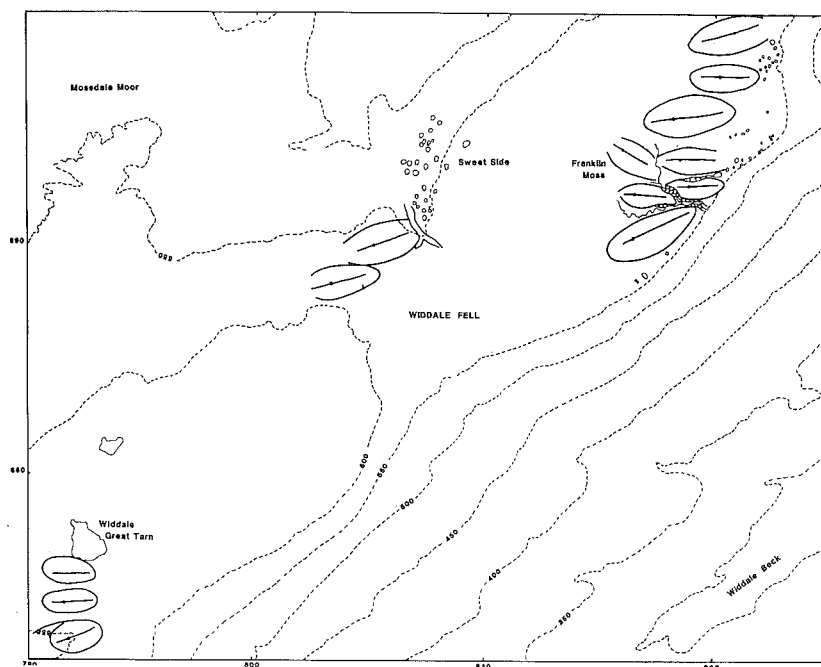 Mossdale Moor
Sweet Side
Franklin
Moss
WIDDALE FELL
600
550
500
450
400
350
Widdale
Great Tarn
Widdale Beck
800
810